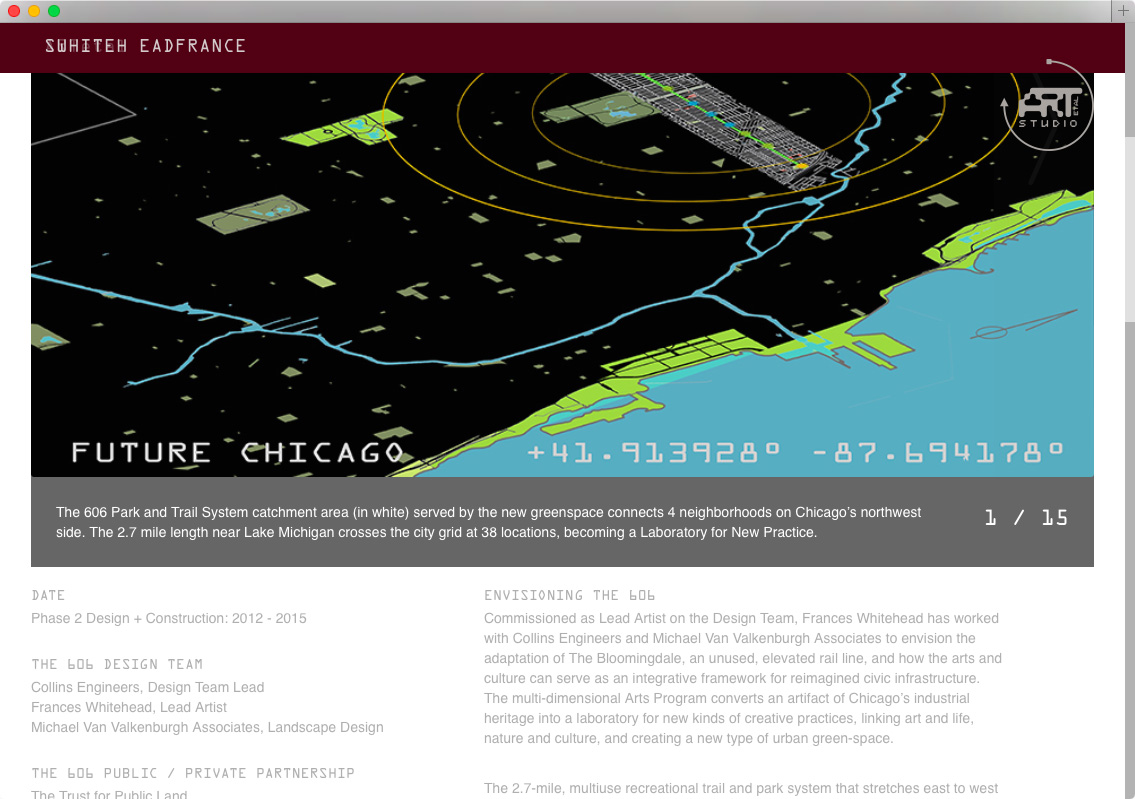 SWHITEH EADFRANCE
ART
ETAL
STUDIO
FUTURE CHICAGO +41.913928º -87.694178º
The 606 Park and Trail System catchment area (in white) served by the new greenspace connects 4 neighborhoods on Chicago’s northwest
side. The 2.7 mile length near Lake Michigan crosses the city grid at 38 locations, becoming a Laboratory for New Practice.
1 / 15
DATE
Phase 2 Design + Construction: 2012 - 2015
THE 606 DESIGN TEAM
Collins Engineers, Design Team Lead
Frances Whitehead, Lead Artist
Michael Van Valkenburgh Associates, Landscape Design
THE 606 PUBLIC / PRIVATE PARTNERSHIP
The Trust for Public Land
ENVISIONING THE 606
Commissioned as Lead Artist on the Design Team, Frances Whitehead has worked
with Collins Engineers and Michael Van Valkenburgh Associates to envision the
adaptation of The Bloomingdale, an unused, elevated rail line, and how the arts and
culture can serve as an integrative framework for reimagined civic infrastructure.
The multi-dimensional Arts Program converts an artifact of Chicago’s industrial
heritage into a laboratory for new kinds of creative practices, linking art and life,
nature and culture, and creating a new type of urban green-space.
The 2.7-mile, multiuse recreational trail and park system that stretches east to west